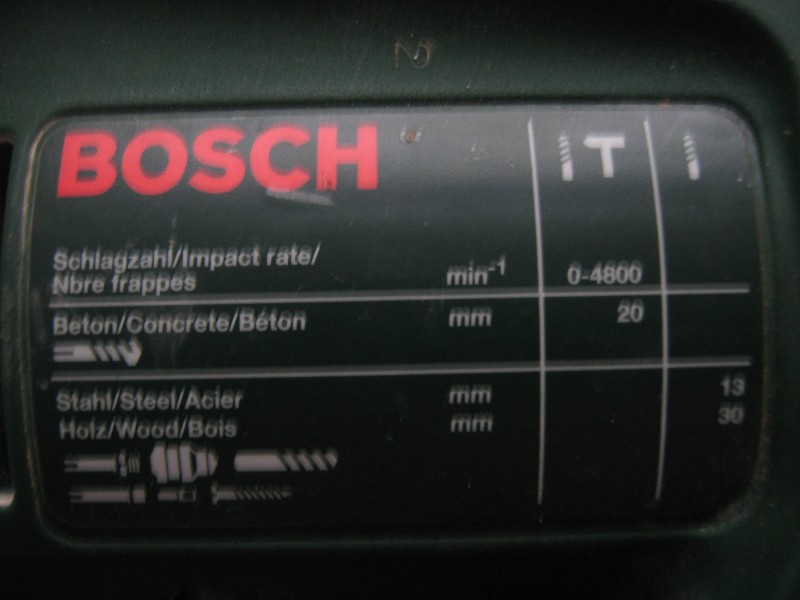 2
BOSCH
Schlagzahl/Impact rate/
Nbre frappes min⁻¹ 0-4800
Beton/Concrete/Béton mm 20
Stahl/Steel/Acier mm 13
Holz/Wood/Bois mm 30